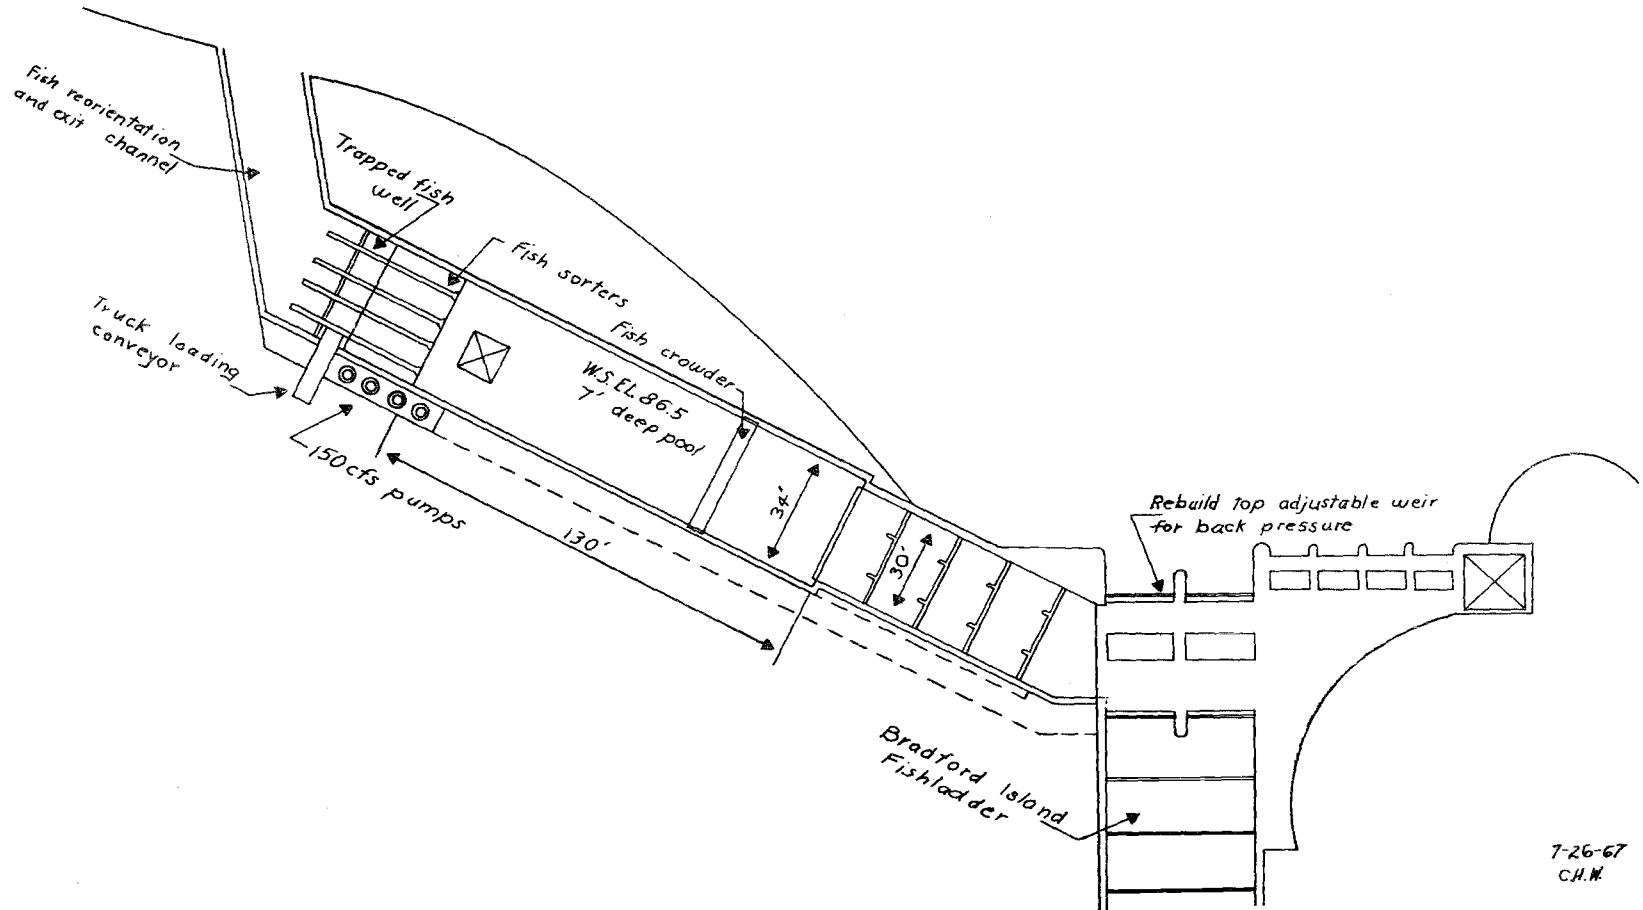 Fish reorientation
and exit channel
Trapped fish
well
Fish sorters
Fish crowder
Truck loading
conveyor
W.S. EL. 86.5
7' deep pool
150 cfs pumps
130'
34'
30'
Rebuild top adjustable weir
for back pressure
Bradford Island
Fishladder
7-26-67
C.H.W.